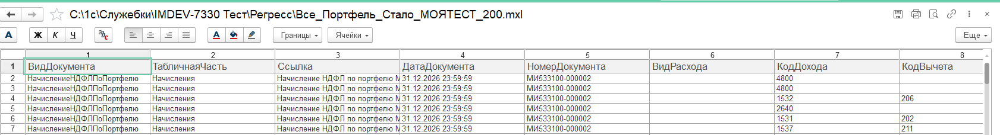 C:\1c\Служебки\IMDEV-7330 Тест\Регресс\Все_Портфель_Стало_МОЯТЕСТ_200.mxl
А Ж К Ч abc А Границы Ячейки Еще
1 2 3 4 5 6 7 8
1 ВидДокумента ТабличнаяЧасть Ссылка ДатаДокумента НомерДокумента ВидРасхода КодДохода КодВычета
2 НачислениеНДФЛПоПортфелю Начисления Начисление НДФЛ по портфелю М 31.12.2026 23:59:59 МИ533100-000002 4800
3 НачислениеНДФЛПоПортфелю Начисления Начисление НДФЛ по портфелю М 31.12.2026 23:59:59 МИ533100-000002 4800
4 НачислениеНДФЛПоПортфелю Начисления Начисление НДФЛ по портфелю М 31.12.2026 23:59:59 МИ533100-000002 1532 206
5 НачислениеНДФЛПоПортфелю Начисления Начисление НДФЛ по портфелю М 31.12.2026 23:59:59 МИ533100-000002 2640
6 НачислениеНДФЛПоПортфелю Начисления Начисление НДФЛ по портфелю М 31.12.2026 23:59:59 МИ533100-000002 1531 202
7 НачислениеНДФЛПоПортфелю Начисления Начисление НДФЛ по портфелю М 31.12.2026 23:59:59 МИ533100-000002 1537 211